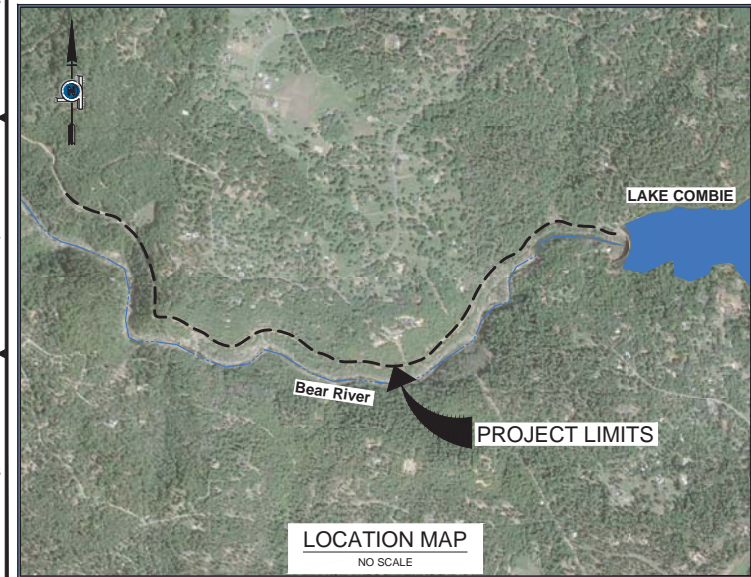 N
LAKE COMBIE
Bear River
PROJECT LIMITS
LOCATION MAP
NO SCALE